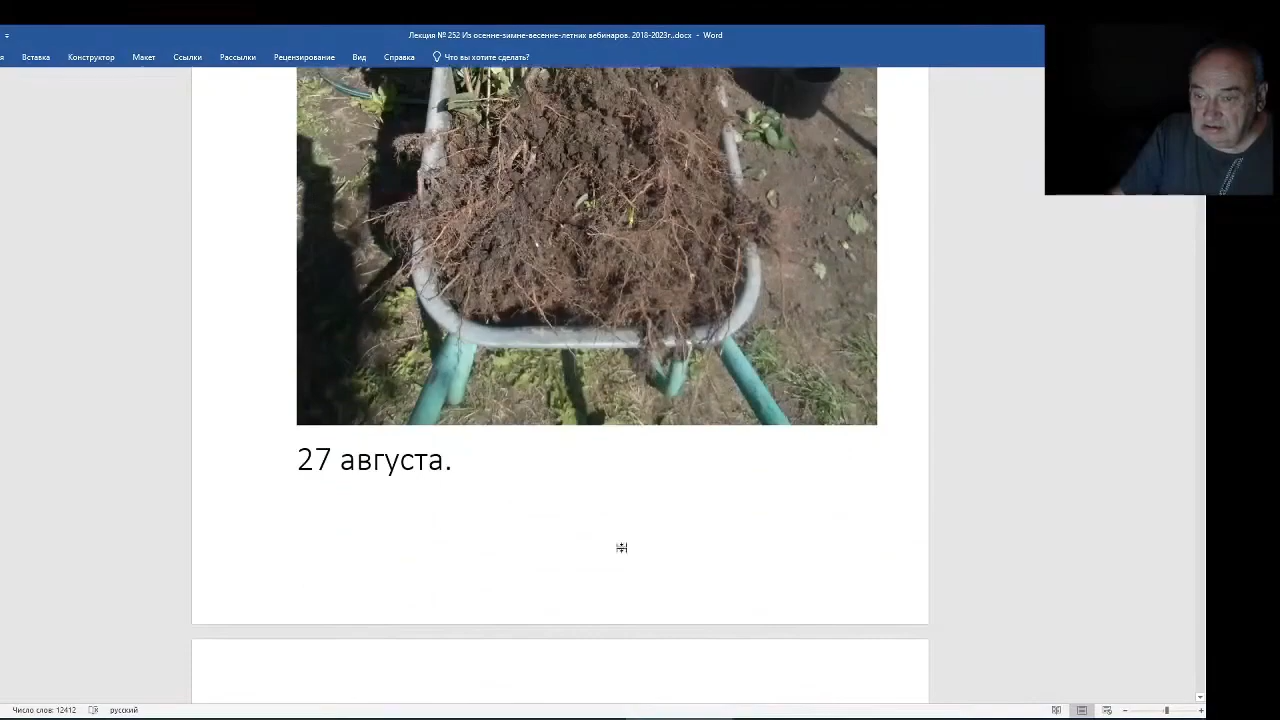 Лекция № 252 Из осенне-зимне-весенне-летних вебинаров. 2018-2023г..docx - Word
Вставка Конструктор Макет Ссылки Рассылки Рецензирование Вид Справка Что вы хотите сделать?
27 августа.
Число слов: 12412 русский